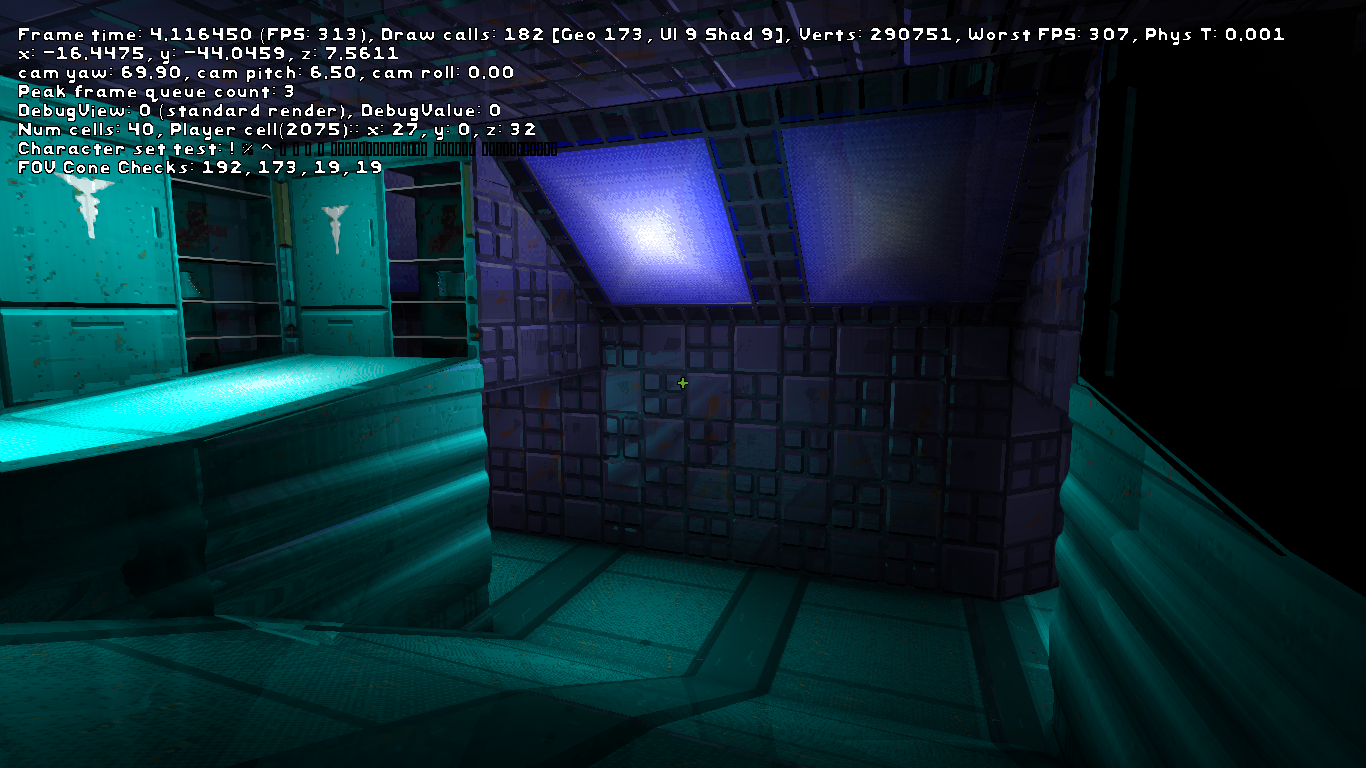 Frame time: 4.116450 (FPS: 313), Draw calls: 182 [Geo 173, UI 9 Shad 9], Verts: 290751, Worst FPS: 307, Phys T: 0.001
x: -16.4475, y: -44.0459, z: 7.5611
cam yaw: 69.90, cam pitch: 6.50, cam roll: 0.00
Peak frame queue count: 3
DebugView: 0 (standard render), DebugValue: 0
Num cells: 40, Player cell(2075):: x: 27, y: 0, z: 32
Character set test: ! % ^
FOV Cone Checks: 192, 173, 19, 19